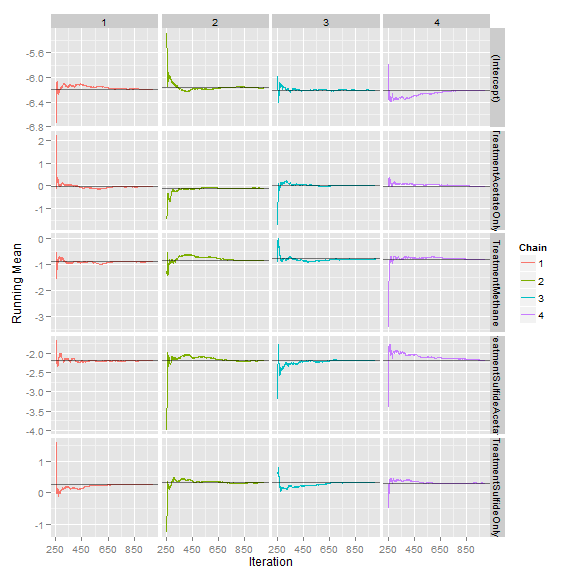 1 2 3 4
-5.6
-6.0
-6.4
-6.8
(Intercept)
2
1
0
-1
TreatmentAcetateOnly
0
-1
-2
-3
TreatmentMethane
-2.0
-2.5
-3.0
-3.5
-4.0
eatmentSulfideAceta
1
0
-1
TreatmentSulfideOnly
Running Mean
250 450 650 850 250 450 650 850 250 450 650 850 250 450 650 850
Iteration
Chain
1
2
3
4